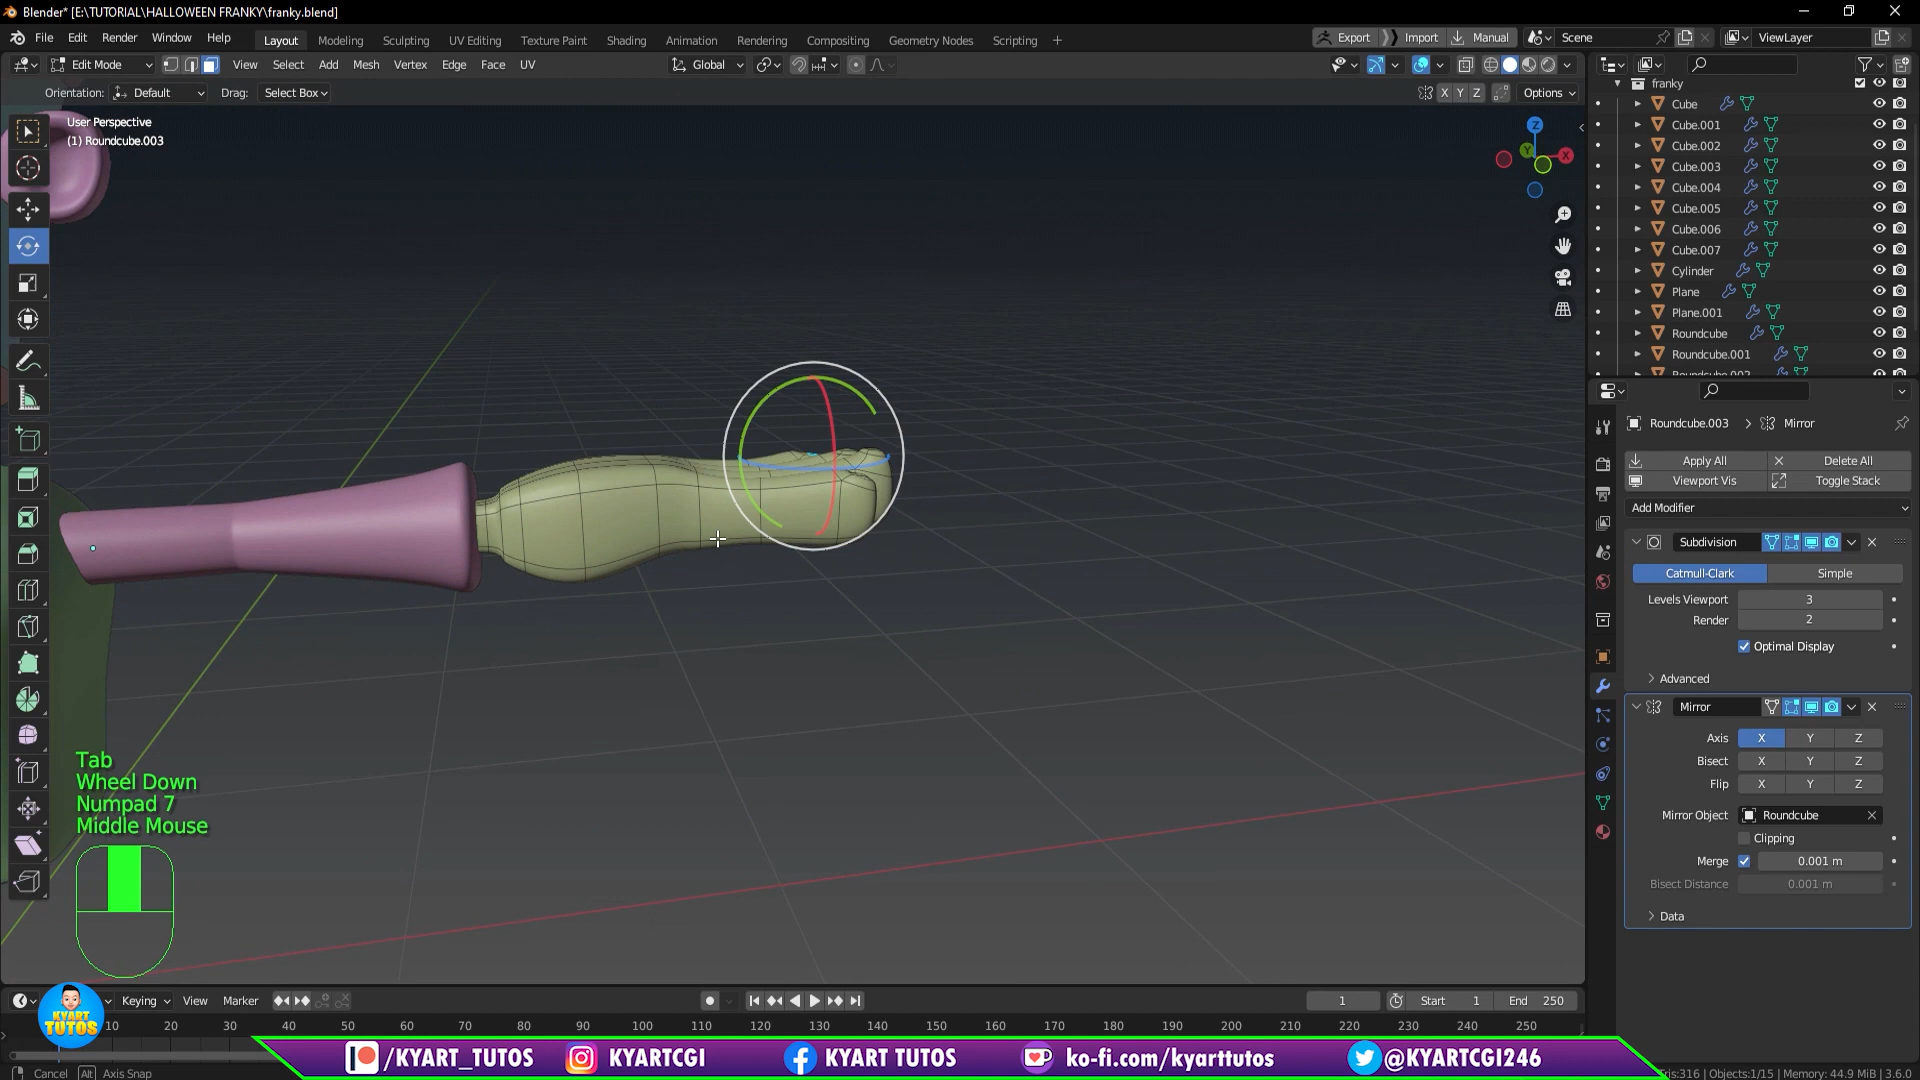 Blender* [E:\TUTORIAL\HALLOWEEN FRANKY\franky.blend]
File Edit Render Window Help
Layout Modeling Sculpting UV Editing Texture Paint Shading Animation Rendering Compositing Geometry Nodes Scripting +
Export Import Manual Scene ViewLayer
Edit Mode View Select Add Mesh Vertex Edge Face UV
Global
Orientation: Default Drag: Select Box
X Y Z Options
User Perspective
(1) Roundcube.003
Z
Y
X
franky
Cube
Cube.001
Cube.002
Cube.003
Cube.004
Cube.005
Cube.006
Cube.007
Cylinder
Plane
Plane.001
Roundcube
Roundcube.001
Roundcube.002
Roundcube.003 > Mirror
Apply All Delete All
Viewport Vis Toggle Stack
Add Modifier
Subdivision
Catmull-Clark Simple
Levels Viewport 3
Render 2
Optimal Display
Advanced
Mirror
Axis X Y Z
Bisect X Y Z
Flip X Y Z
Mirror Object Roundcube
Clipping
Merge 0.001 m
Bisect Distance 0.001 m
Data
Tab
Wheel Down
Numpad 7
Middle Mouse
KYART
TUTOS
Keying View Marker
1 Start 1 End 250
10 20 30 40 50 60 70 80 90 100 110 120 130 140 150 160 170 180 190 200 210 220 230 240 250
/KYART_TUTOS KYARTCGI KYART TUTOS ko-fi.com/kyarttutos @KYARTCGI246
Cancel Alt Axis Snap
ris:316 | Objects:1/15 | Memory: 44.9 MiB | 3.6.0